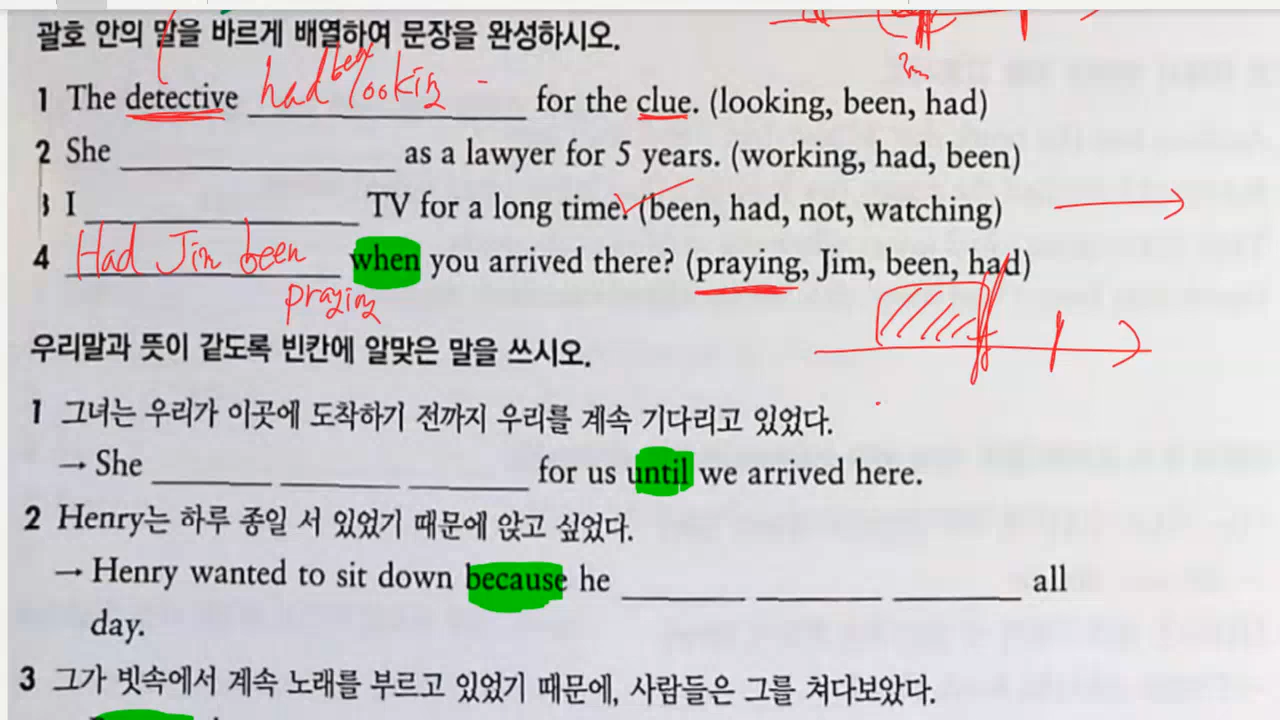 괄호 안의 말을 바르게 배열하여 문장을 완성하시오.
1 The detective had been looking for the clue. (looking, been, had)
2 She ____ as a lawyer for 5 years. (working, had, been)
3 I ____ TV for a long time. (been, had, not, watching)
4 Had Jim been praying when you arrived there? (praying, Jim, been, had)
우리말과 뜻이 같도록 빈칸에 알맞은 말을 쓰시오.
1 그녀는 우리가 이곳에 도착하기 전까지 우리를 계속 기다리고 있었다.
→ She ____ ____ ____ for us until we arrived here.
2 Henry는 하루 종일 서 있었기 때문에 앉고 싶었다.
→ Henry wanted to sit down because he ____ ____ ____ all
day.
3 그가 빗속에서 계속 노래를 부르고 있었기 때문에, 사람들은 그를 쳐다보았다.